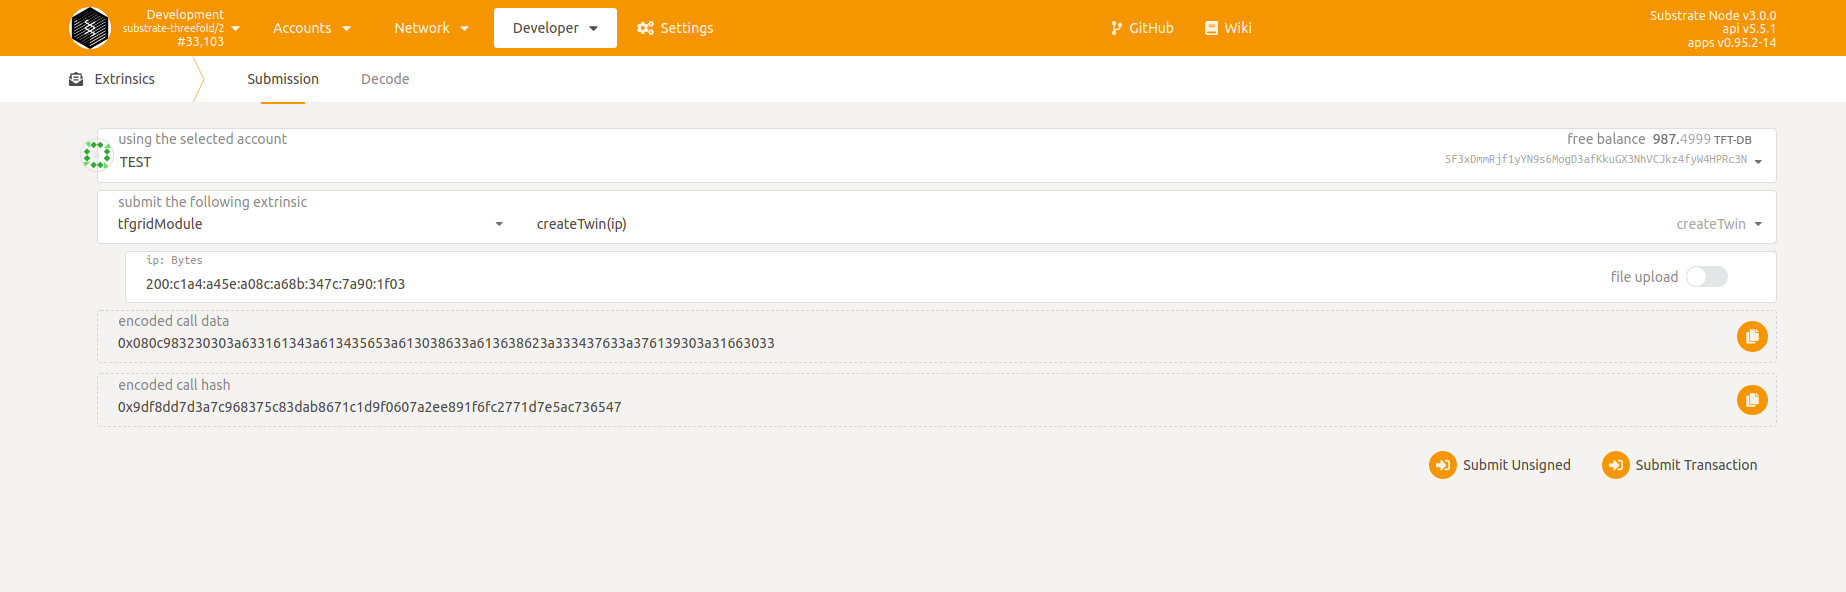 Development
substrate-threefold/2
#33,103
Accounts
Network
Developer
Settings
GitHub
Wiki
Substrate Node v3.0.0
api v5.5.1
apps v0.95.2-14
Extrinsics
Submission
Decode
using the selected account
TEST
free balance 987.4999 TFT-DB
5F3xDmmRjf1yYN9s6MogD3afKkuGX3NhVCJkz4fyW4HPRc3N
submit the following extrinsic
tfgridModule
createTwin(ip)
createTwin
ip: Bytes
200:c1a4:a45e:a08c:a68b:347c:7a90:1f03
file upload
encoded call data
0x080c983230303a633161343a613435653a613038633a613638623a333437633a376139303a31663033
encoded call hash
0x9df8dd7d3a7c968375c83dab8671c1d9f0607a2ee891f6fc2771d7e5ac736547
Submit Unsigned
Submit Transaction